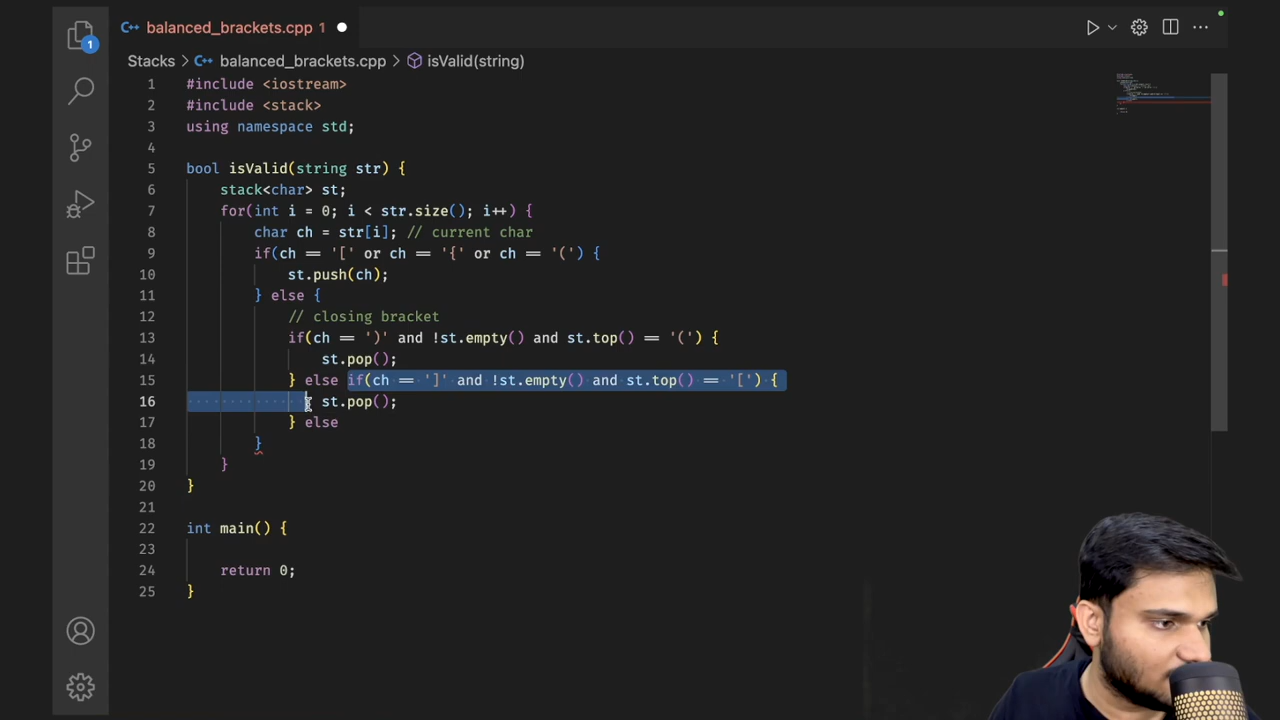 balanced_brackets.cpp 1
1
Stacks > balanced_brackets.cpp > isValid(string)
1 #include <iostream>
2 #include <stack>
3 using namespace std;
4
5 bool isValid(string str) {
6 stack<char> st;
7 for(int i = 0; i < str.size(); i++) {
8 char ch = str[i]; // current char
9 if(ch == '[' or ch == '{' or ch == '(') {
10 st.push(ch);
11 } else {
12 // closing bracket
13 if(ch == ')' and !st.empty() and st.top() == '(') {
14 st.pop();
15 } else if(ch == ']' and !st.empty() and st.top() == '[') {
16 st.pop();
17 } else
18 }
19 }
20 }
21
22 int main() {
23
24 return 0;
25 }